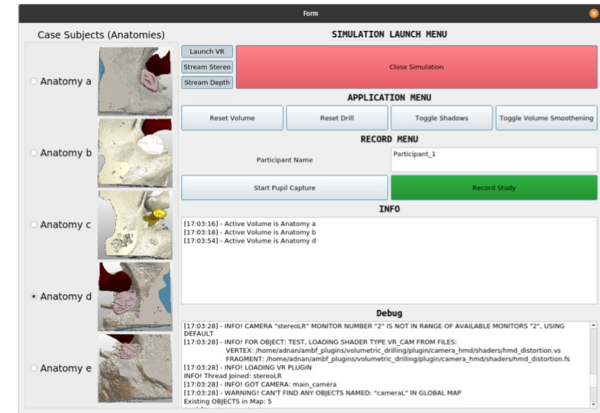 Form
Case Subjects (Anatomies)
Anatomy a
Anatomy b
Anatomy c
Anatomy d
Anatomy e
SIMULATION LAUNCH MENU
Launch VR
Stream Stereo
Stream Depth
Close Simulation
APPLICATION MENU
Reset Volume
Reset Drill
Toggle Shadows
Toggle Volume Smoothening
RECORD MENU
Participant Name
Participant_1
Start Pupil Capture
Record Study
INFO
[17:03:16] - Active Volume is Anatomy a
[17:03:18] - Active Volume is Anatomy b
[17:03:54] - Active Volume is Anatomy d
Debug
[17:03:28] - INFO! CAMERA "stereoLR" MONITOR NUMBER "2" IS NOT IN RANGE OF AVAILABLE MONITORS "2", USING
DEFAULT
[17:03:28] - INFO! FOR OBJECT: TEST, LOADING SHADER TYPE VR_CAM FROM FILES:
VERTEX: /home/adnan/ambf_plugins/volumetric_drilling/plugin/camera_hmd/shaders/hmd_distortion.vs
FRAGMENT: /home/adnan/ambf_plugins/volumetric_drilling/plugin/camera_hmd/shaders/hmd_distortion.fs
[17:03:28] - INFO! LOADING VR PLUGIN
INFO! Thread Joined: stereoLR
[17:03:28] - INFO! GOT CAMERA: main_camera
[17:03:28] - WARNING! CAN'T FIND ANY OBJECTS NAMED: "cameraL" IN GLOBAL MAP
Existing OBJECTS in Map: 5